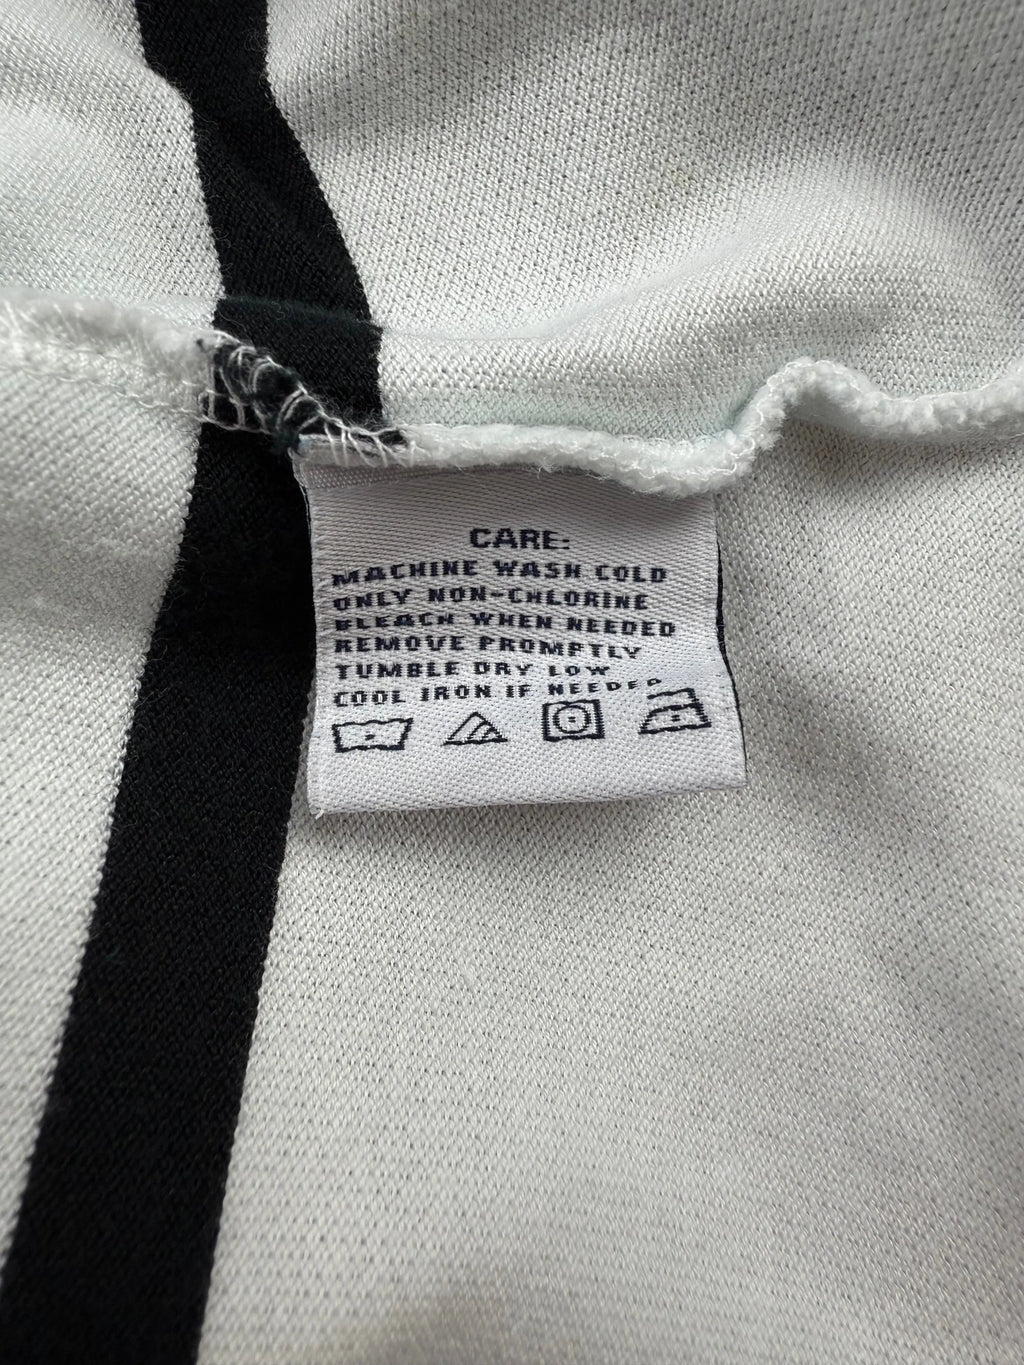 CARE:
MACHINE WASH COLD
ONLY NON-CHLORINE
BLEACH WHEN NEEDED
REMOVE PROMPTLY
TUMBLE DRY LOW
COOL IRON IF NEEDED